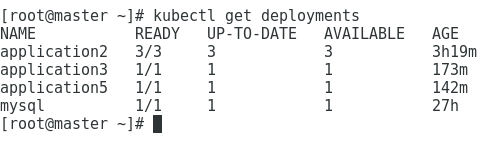 [root@master ~]# kubectl get deployments
NAME           READY   UP-TO-DATE   AVAILABLE   AGE
application2   3/3     3            3           3h19m
application3   1/1     1            1           173m
application5   1/1     1            1           142m
mysql          1/1     1            1           27h
[root@master ~]#